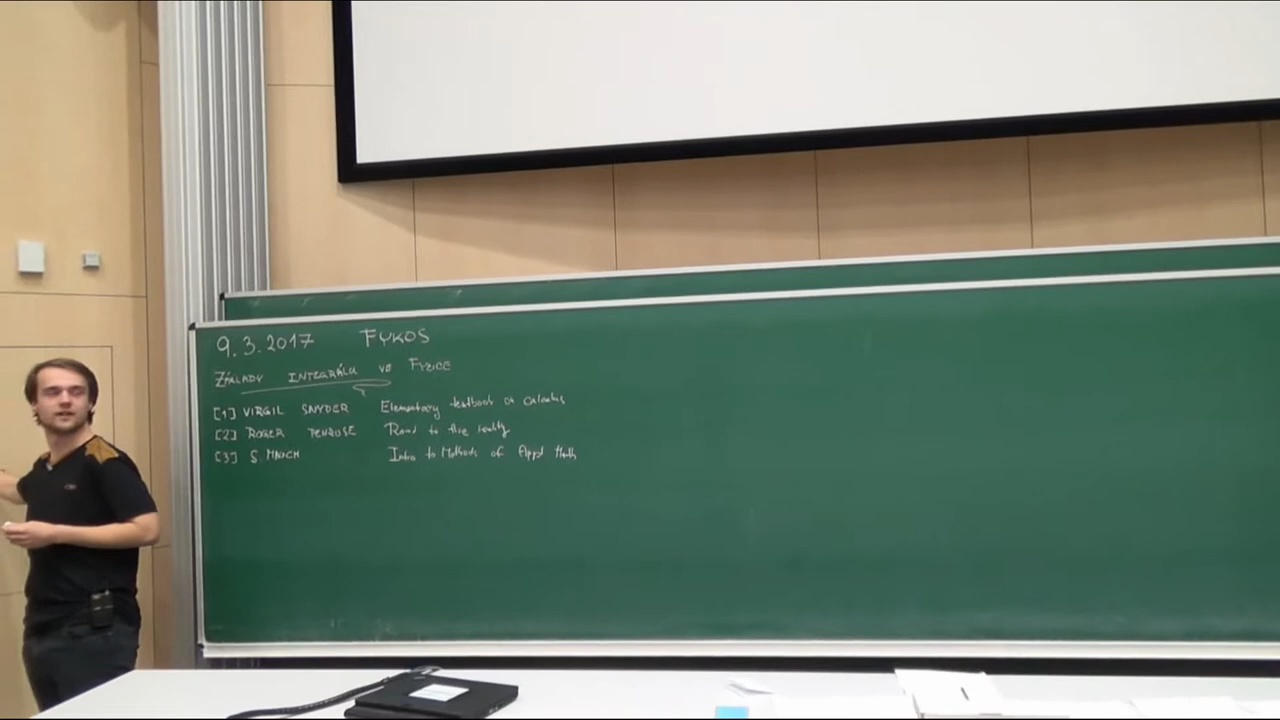 9.3.2017 FYKOS
ZÁKLADY INTEGRÁLU VO FYZICE
[1] VIRGIL SNYDER Elementary textbook on calculus
[2] ROGER PENROSE Road to the reality
[3] S. MAUCH Intro to Methods of Appl Math